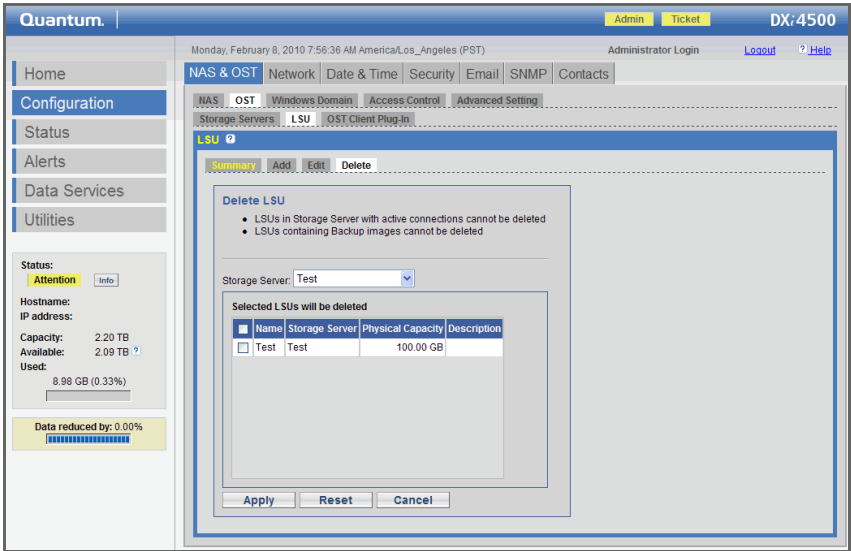 Quantum.
Admin Ticket DXi4500
Monday, February 8, 2010 7:56:36 AM America/Los_Angeles (PST) Administrator Login Logout ? Help
Home
Configuration
Status
Alerts
Data Services
Utilities
Status:
Attention Info
Hostname:
IP address:
Capacity: 2.20 TB
Available: 2.09 TB ?
Used:
8.98 GB (0.33%)
Data reduced by: 0.00%
NAS & OST Network Date & Time Security Email SNMP Contacts
NAS OST Windows Domain Access Control Advanced Setting
Storage Servers LSU OST Client Plug-In
LSU ?
Summary Add Edit Delete
Delete LSU
• LSUs in Storage Server with active connections cannot be deleted
• LSUs containing Backup images cannot be deleted
Storage Server: Test
Selected LSUs will be deleted
Name Storage Server Physical Capacity Description
Test Test 100.00 GB
Apply Reset Cancel